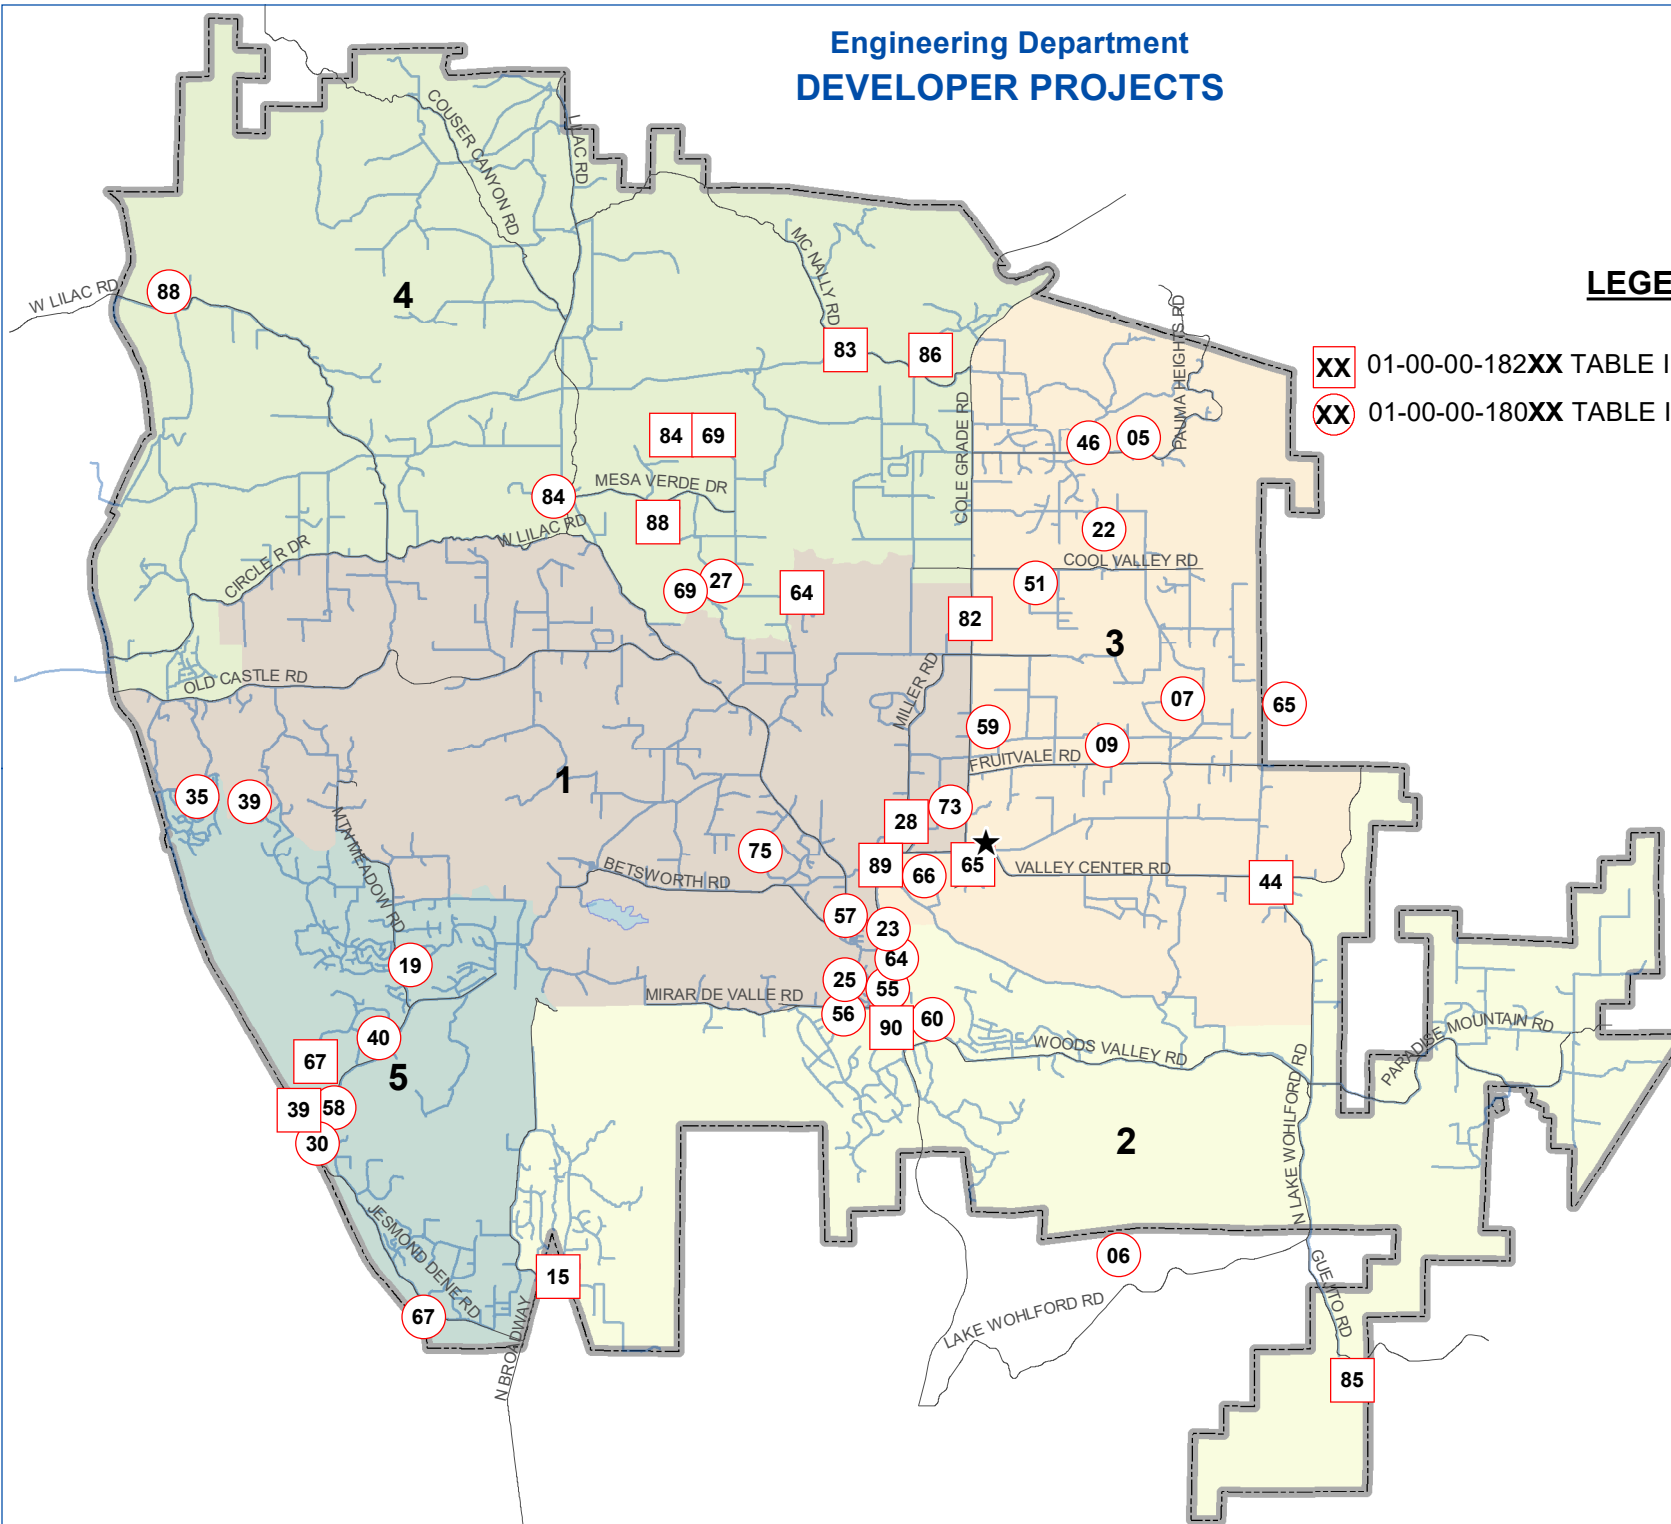 Engineering Department
DEVELOPER PROJECTS
LEGE
XX 01-00-00-182XX TABLE I
XX 01-00-00-180XX TABLE I
COUSER CANYON RD
LILAC RD
MC NALLY RD
W LILAC RD
88
4
83
86
PAUMA HEIGHTS RD
84
69
COLE GRADE RD
46
05
84
MESA VERDE DR
88
22
W LILAC RD
CIRCLE R DR
COOL VALLEY RD
69
27
64
51
82
3
OLD CASTLE RD
MILLER RD
07
65
59
09
FRUITVALE RD
1
35
39
MTN MEADOW RD
28
73
75
BETSWORTH RD
89
66
65
VALLEY CENTER RD
44
57
23
19
64
25
55
MIRAR DE VALLE RD
56
90
60
WOODS VALLEY RD
PARADISE MOUNTAIN RD
40
67
5
39
58
30
2
N LAKE WOHLFORD RD
JESMOND DENE RD
15
06
GUEJITO RD
67
N BROADWAY
LAKE WOHLFORD RD
85